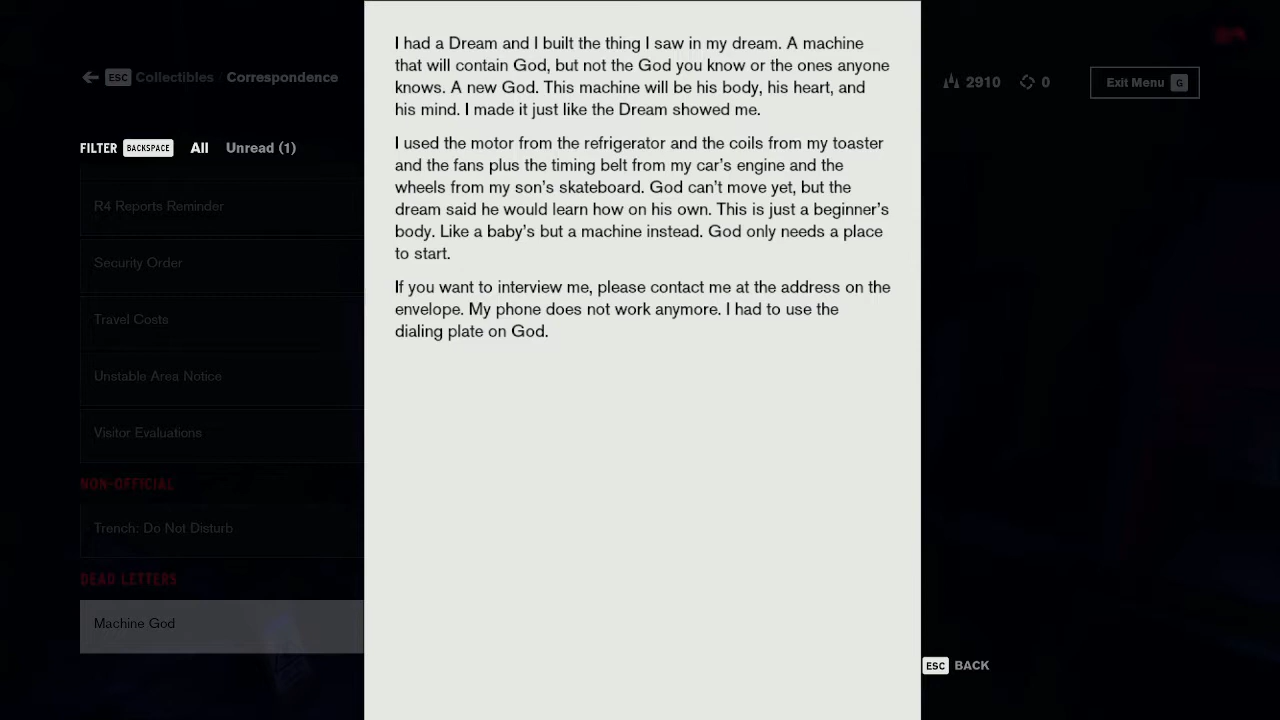 I had a Dream and I built the thing I saw in my dream. A machine
that will contain God, but not the God you know or the ones anyone
knows. A new God. This machine will be his body, his heart, and
his mind. I made it just like the Dream showed me.
I used the motor from the refrigerator and the coils from my toaster
and the fans plus the timing belt from my car's engine and the
wheels from my son's skateboard. God can't move yet, but the
dream said he would learn how on his own. This is just a beginner's
body. Like a baby's but a machine instead. God only needs a place
to start.
If you want to interview me, please contact me at the address on the
envelope. My phone does not work anymore. I had to use the
dialing plate on God.
ESC Collectibles / Correspondence
2910 0
Exit Menu G
FILTER BACKSPACE All Unread (1)
R4 Reports Reminder
Security Order
Travel Costs
Unstable Area Notice
Visitor Evaluations
NON-OFFICIAL
Trench: Do Not Disturb
DEAD LETTERS
Machine God
ESC BACK